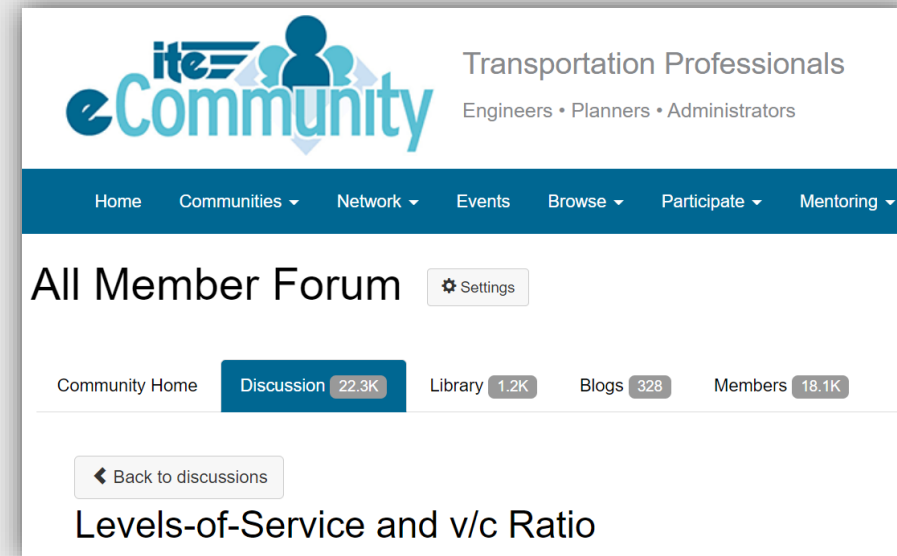 ite
eCommunity
Transportation Professionals
Engineers • Planners • Administrators
Home Communities Network Events Browse Participate Mentoring
All Member Forum Settings
Community Home Discussion 22.3K Library 1.2K Blogs 328 Members 18.1K
Back to discussions
Levels-of-Service and v/c Ratio